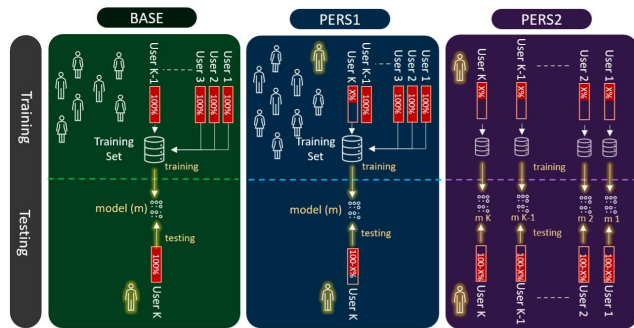 BASE
PERS1
PERS2
Training
Testing
User K-1
User 3
User 2
User 1
100%
100%
100%
100%
Training
Set
training
model (m)
testing
100%
User K
User K
User K-1
User 3
User 2
User 1
X%
100%
100%
100%
100%
Training
Set
training
model (m)
testing
100-X%
User K
User K
User K-1
User 2
User 1
X%
X%
X%
X%
training
m K
m K-1
m 2
m 1
testing
100-X%
100-X%
100-X%
100-X%
User K
User K-1
User 2
User 1